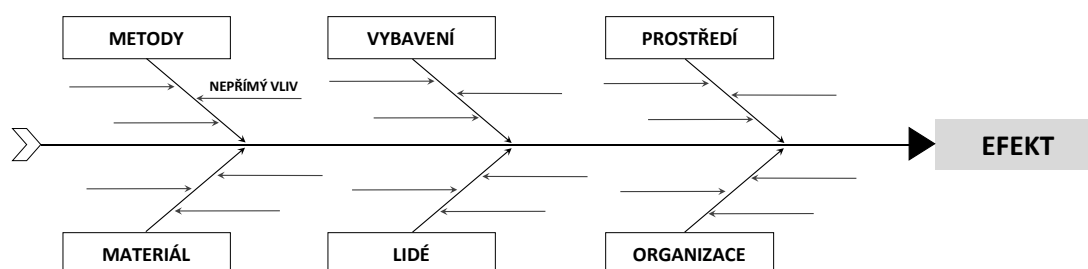 METODY
VYBAVENÍ
PROSTŘEDÍ
NEPŘÍMÝ VLIV
EFEKT
MATERIÁL
LIDÉ
ORGANIZACE